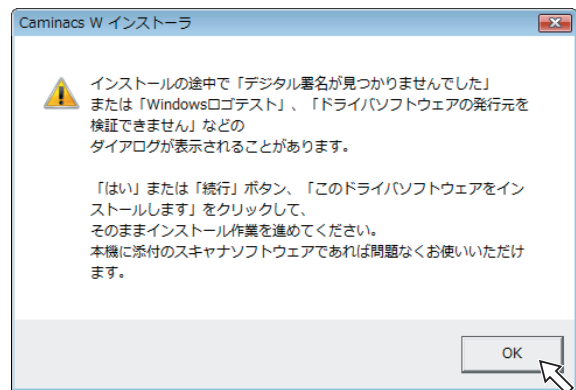 Caminacs W インストーラ
インストールの途中で「デジタル署名が見つかりませんでした」
または「Windowsロゴテスト」、「ドライバソフトウェアの発行元を
検証できません」などの
ダイアログが表示されることがあります。
「はい」または「続行」ボタン、「このドライバソフトウェアをイン
ストールします」をクリックして、
そのままインストール作業を進めてください。
本機に添付のスキャナソフトウェアであれば問題なくお使いいただけ
ます。
OK